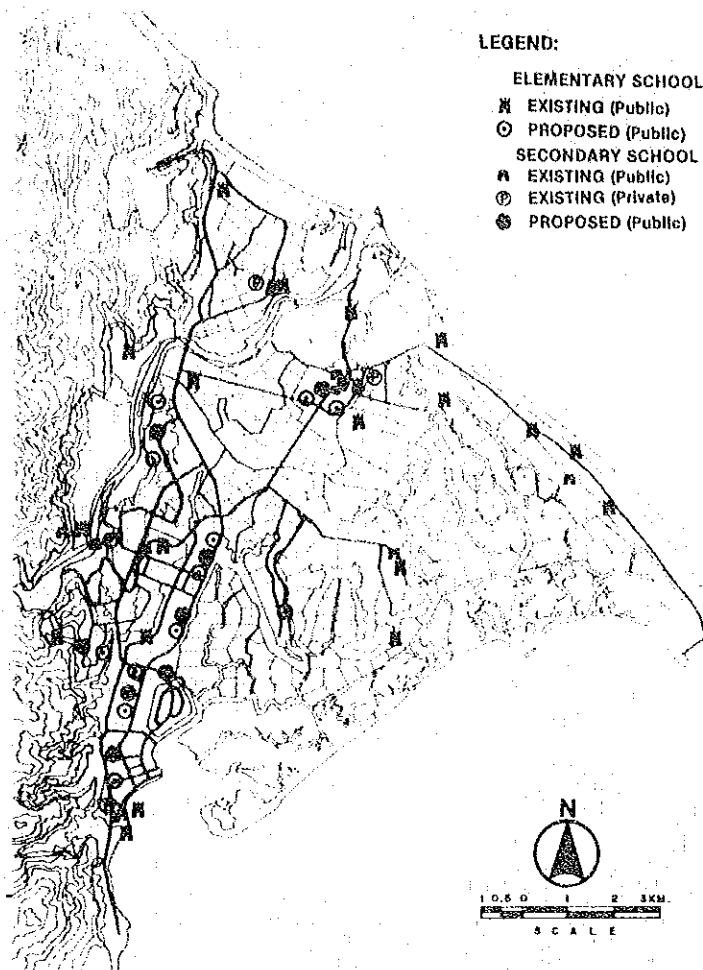 LEGEND:
ELEMENTARY SCHOOL
EXISTING (Public)
PROPOSED (Public)
SECONDARY SCHOOL
EXISTING (Public)
P EXISTING (Private)
PROPOSED (Public)
N
1 0.5 0 1 2 3KM.
SCALE